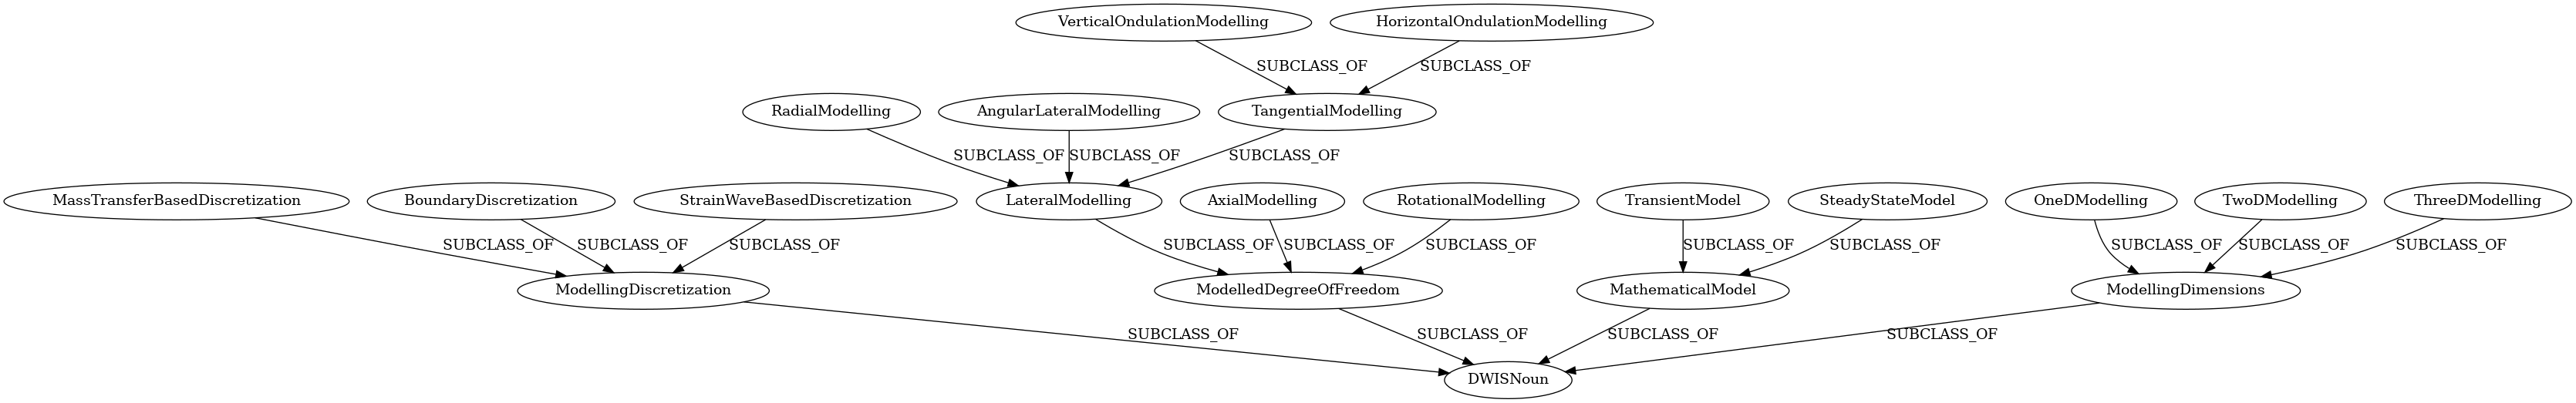 VerticalOndulationModelling
HorizontalOndulationModelling
SUBCLASS_OF
SUBCLASS_OF
RadialModelling
AngularLateralModelling
TangentialModelling
SUBCLASS_OF
SUBCLASS_OF
SUBCLASS_OF
MassTransferBasedDiscretization
BoundaryDiscretization
StrainWaveBasedDiscretization
LateralModelling
AxialModelling
RotationalModelling
TransientModel
SteadyStateModel
OneDModelling
TwoDModelling
ThreeDModelling
SUBCLASS_OF
SUBCLASS_OF
SUBCLASS_OF
SUBCLASS_OF
SUBCLASS_OF
SUBCLASS_OF
SUBCLASS_OF
SUBCLASS_OF
SUBCLASS_OF
SUBCLASS_OF
SUBCLASS_OF
ModellingDiscretization
ModelledDegreeOfFreedom
MathematicalModel
ModellingDimensions
SUBCLASS_OF
SUBCLASS_OF
SUBCLASS_OF
SUBCLASS_OF
DWISNoun